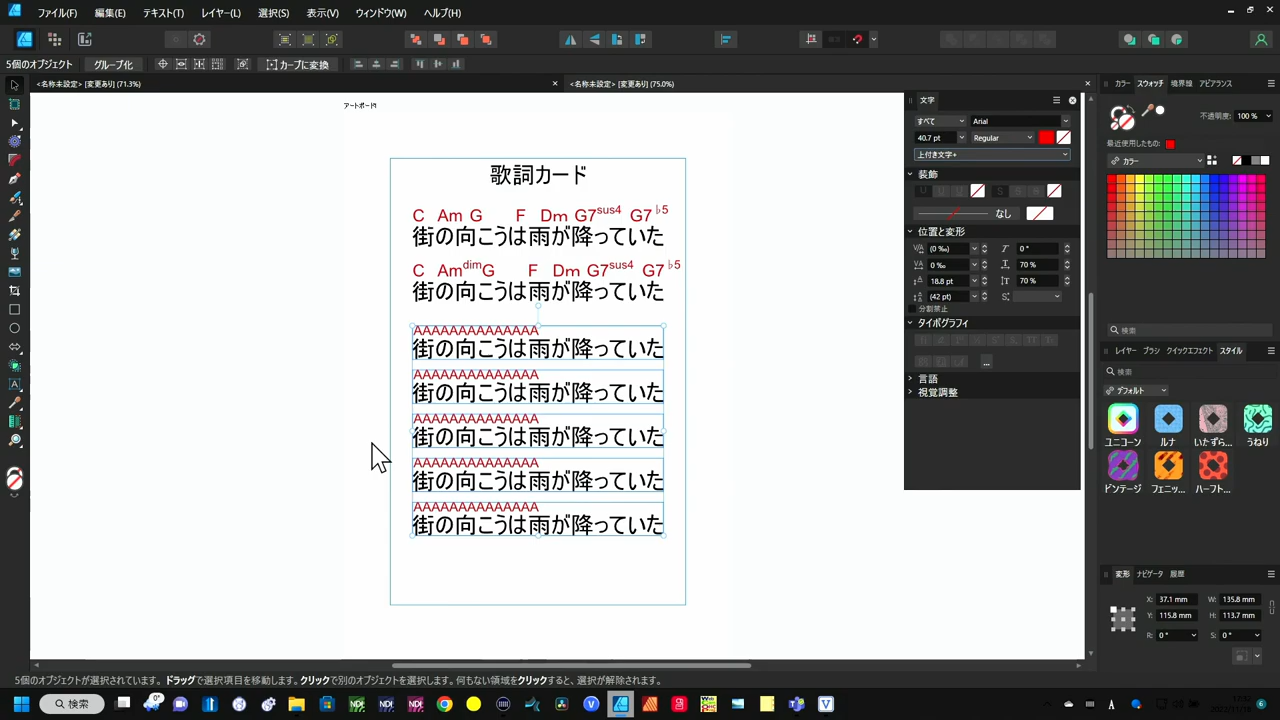 ファイル(F) 編集(E) テキスト(T) レイヤー(L) 選択(S) 表示(V) ウィンドウ(W) ヘルプ(H)
5個のオブジェクト グループ化 カーブに変換
<名称未設定> [変更あり] (71.3%) × <名称未設定> [変更あり] (75.0%) ×
アートボード1
歌詞カード
C Am G F Dm G7sus4 G7♭5
街の向こうは雨が降っていた
C AmdimG F Dm G7sus4 G7♭5
街の向こうは雨が降っていた
AAAAAAAAAAAAAA
街の向こうは雨が降っていた
AAAAAAAAAAAAAA
街の向こうは雨が降っていた
AAAAAAAAAAAAAA
街の向こうは雨が降っていた
AAAAAAAAAAAAAA
街の向こうは雨が降っていた
AAAAAAAAAAAAAA
街の向こうは雨が降っていた
文字
すべて Arial
40.7 pt Regular
上付き文字+
装飾
なし
位置と変形
(0 ‰) 0 °
0 ‰ 70 %
18.8 pt 70 %
(42 pt)
分割禁止
タイポグラフィ
...
言語
視覚調整
カラー スウォッチ 境界線 アピアランス
不透明度: 100 %
最近使用したもの:
カラー
検索
レイヤー ブラシ クイックエフェクト スタイル
検索
デフォルト
ユニコーン ルナ いたずら... うねり
ビンテージ フェニッ... ハーフト...
変形 ナビゲータ 履歴
X: 37.1 mm W: 135.8 mm
Y: 115.8 mm H: 113.7 mm
R: 0 ° S: 0 °
5個のオブジェクトが選択されています。 ドラッグで選択項目を移動します。クリックで別のオブジェクトを選択します。何もない領域をクリックすると、選択が解除されます。
検索